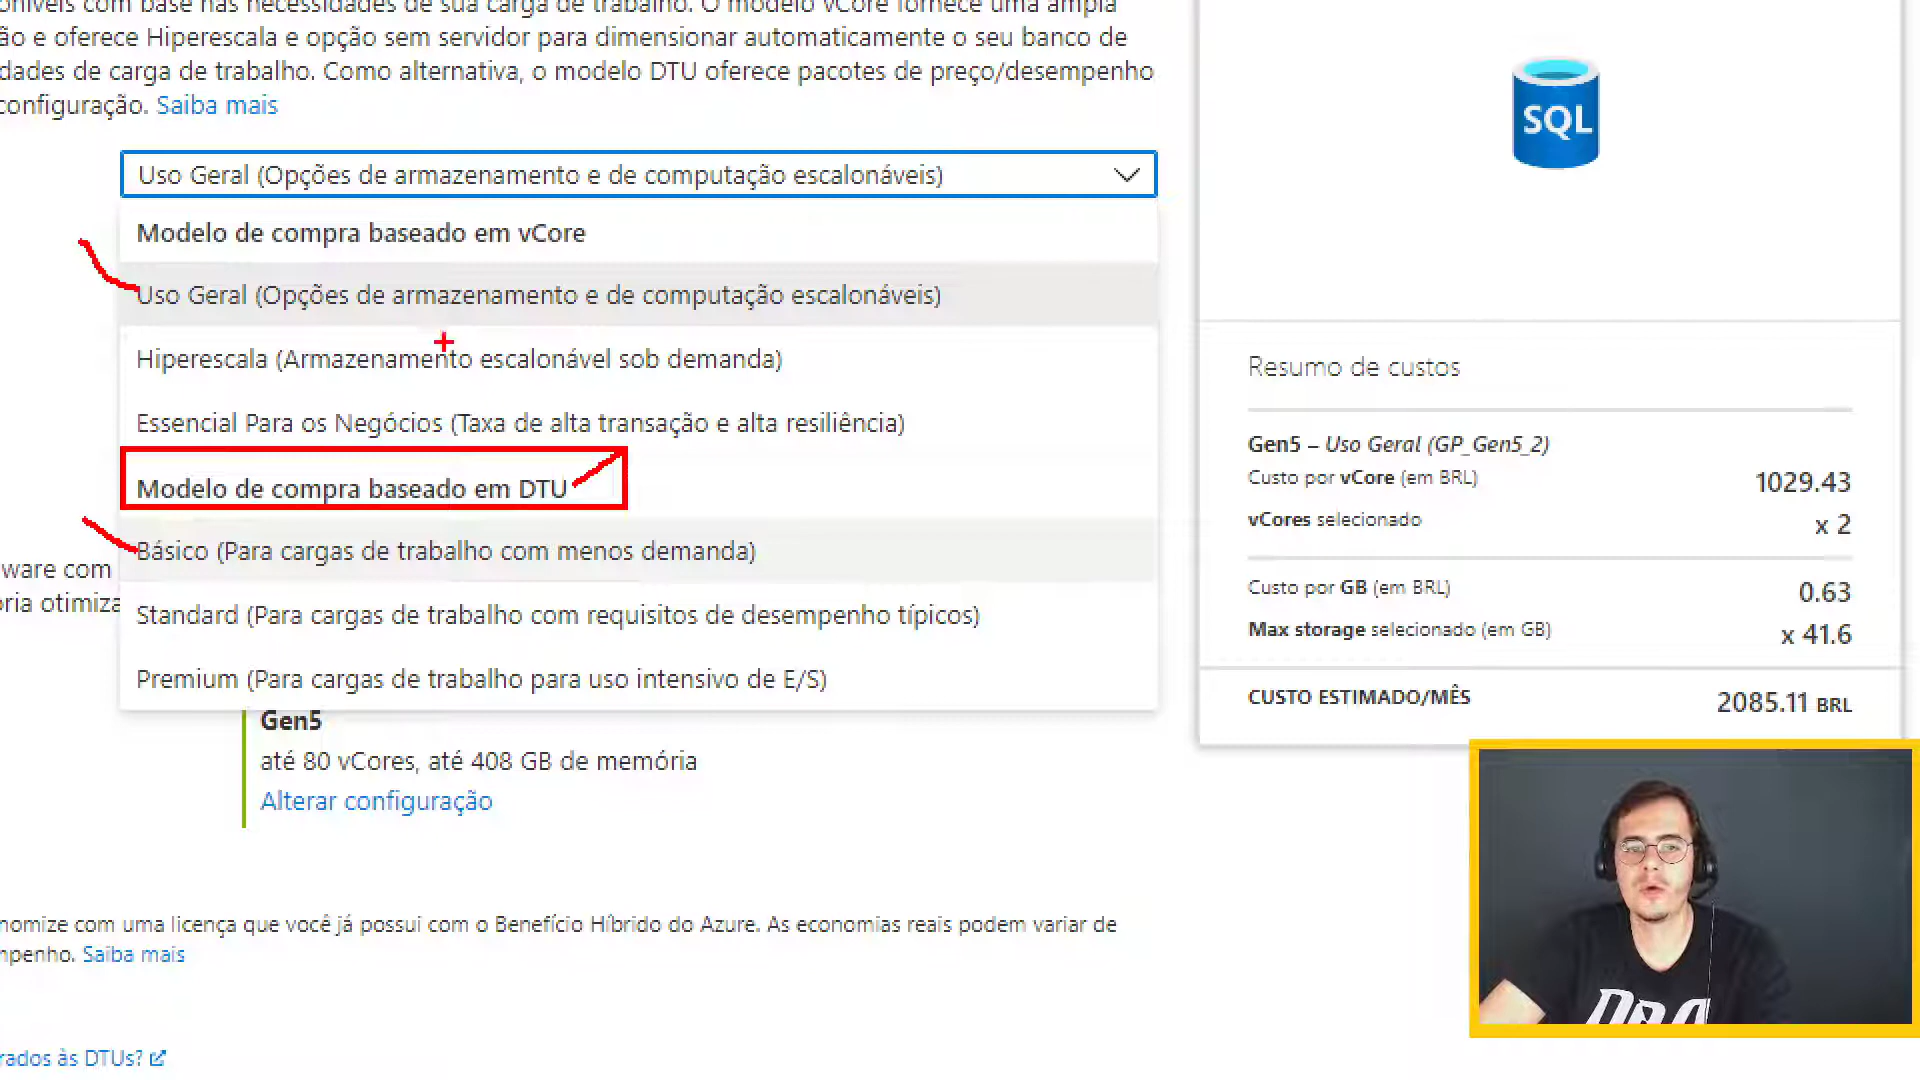 oníveis com base nas necessidades de sua carga de trabalho. O modelo vCore fornece uma ampla
ão e oferece Hiperescala e opção sem servidor para dimensionar automaticamente o seu banco de
dades de carga de trabalho. Como alternativa, o modelo DTU oferece pacotes de preço/desempenho
configuração. Saiba mais
Uso Geral (Opções de armazenamento e de computação escalonáveis)
Modelo de compra baseado em vCore
Uso Geral (Opções de armazenamento e de computação escalonáveis)
Hiperescala (Armazenamento escalonável sob demanda)
Essencial Para os Negócios (Taxa de alta transação e alta resiliência)
Modelo de compra baseado em DTU
Básico (Para cargas de trabalho com menos demanda)
Standard (Para cargas de trabalho com requisitos de desempenho típicos)
Premium (Para cargas de trabalho para uso intensivo de E/S)
ware com
oria otimiza
Gen5
até 80 vCores, até 408 GB de memória
Alterar configuração
nomize com uma licença que você já possui com o Benefício Híbrido do Azure. As economias reais podem variar de
mpenho. Saiba mais
rados às DTUs?
SQL
Resumo de custos
Gen5 – Uso Geral (GP_Gen5_2)
Custo por vCore (em BRL) 1029.43
vCores selecionado x 2
Custo por GB (em BRL) 0.63
Max storage selecionado (em GB) x 41.6
CUSTO ESTIMADO/MÊS 2085.11 BRL